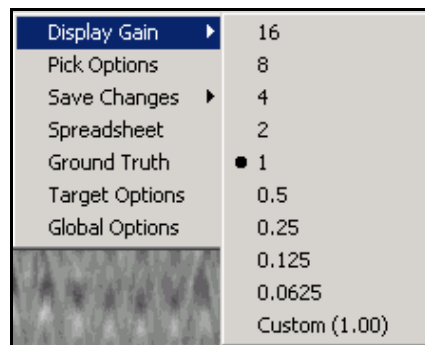 Display Gain
Pick Options
Save Changes
Spreadsheet
Ground Truth
Target Options
Global Options
16
8
4
2
1
0.5
0.25
0.125
0.0625
Custom (1.00)